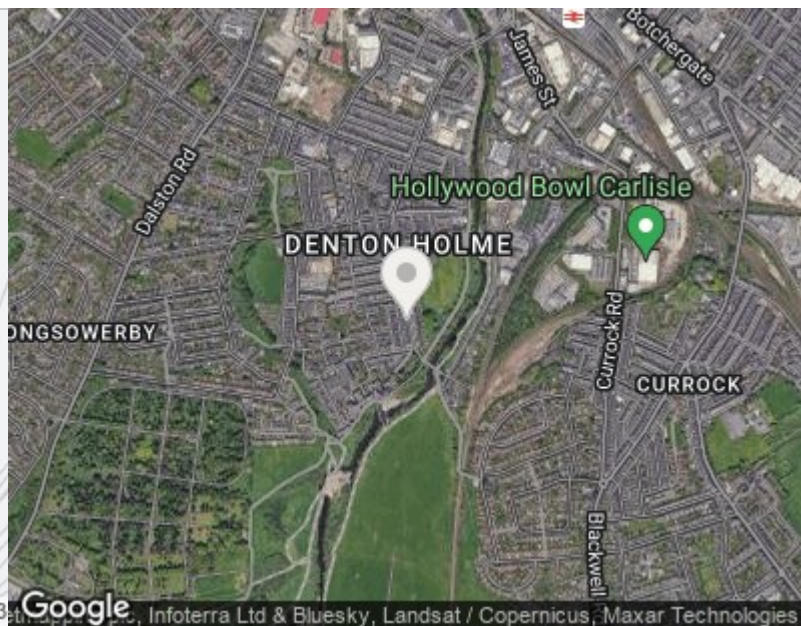 Botchergate
James St
Dalston Rd
Hollywood Bowl Carlisle
DENTON HOLME
ONGSOWERBY
Currock Rd
CURROCK
Blackwell
Google
, Infoterra Ltd & Bluesky, Landsat / Copernicus, Maxar Technologies